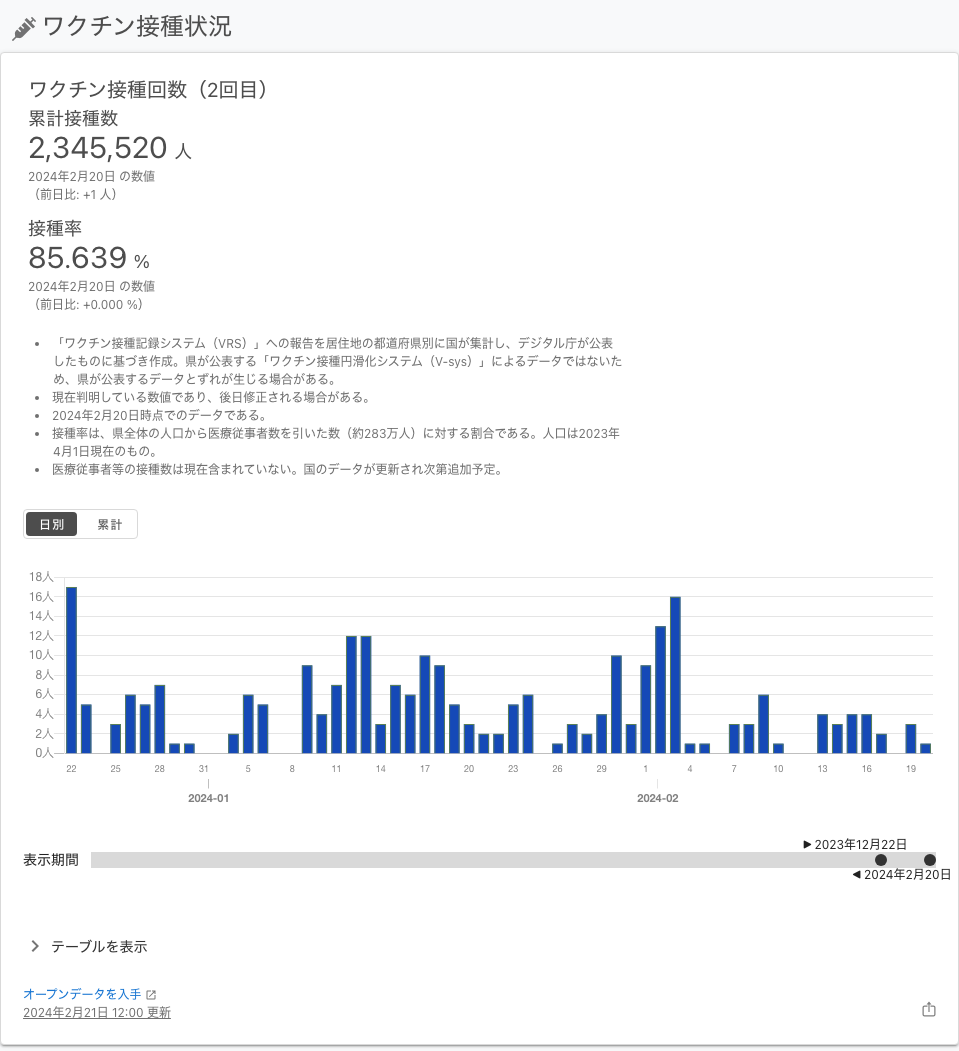 ワクチン接種状況
ワクチン接種回数（2回目）
累計接種数
2,345,520 人
2024年2月20日 の数値
（前日比: +1 人）
接種率
85.639 %
2024年2月20日 の数値
（前日比: +0.000 %）
• 「ワクチン接種記録システム（VRS）」への報告を居住地の都道府県別に国が集計し、デジタル庁が公表
したものに基づき作成。県が公表する「ワクチン接種円滑化システム（V-sys）」によるデータではないた
め、県が公表するデータとずれが生じる場合がある。
• 現在判明している数値であり、後日修正される場合がある。
• 2024年2月20日時点でのデータである。
• 接種率は、県全体の人口から医療従事者数を引いた数（約283万人）に対する割合である。人口は2023年
4月1日現在のもの。
• 医療従事者等の接種数は現在含まれていない。国のデータが更新され次第追加予定。
日別 累計
18人
16人
14人
12人
10人
8人
6人
4人
2人
0人
22 25 28 31 5 8 11 14 17 20 23 26 29 1 4 7 10 13 16 19
2024-01 2024-02
▶ 2023年12月22日
表示期間
◀ 2024年2月20日
テーブルを表示
オープンデータを入手
2024年2月21日 12:00 更新